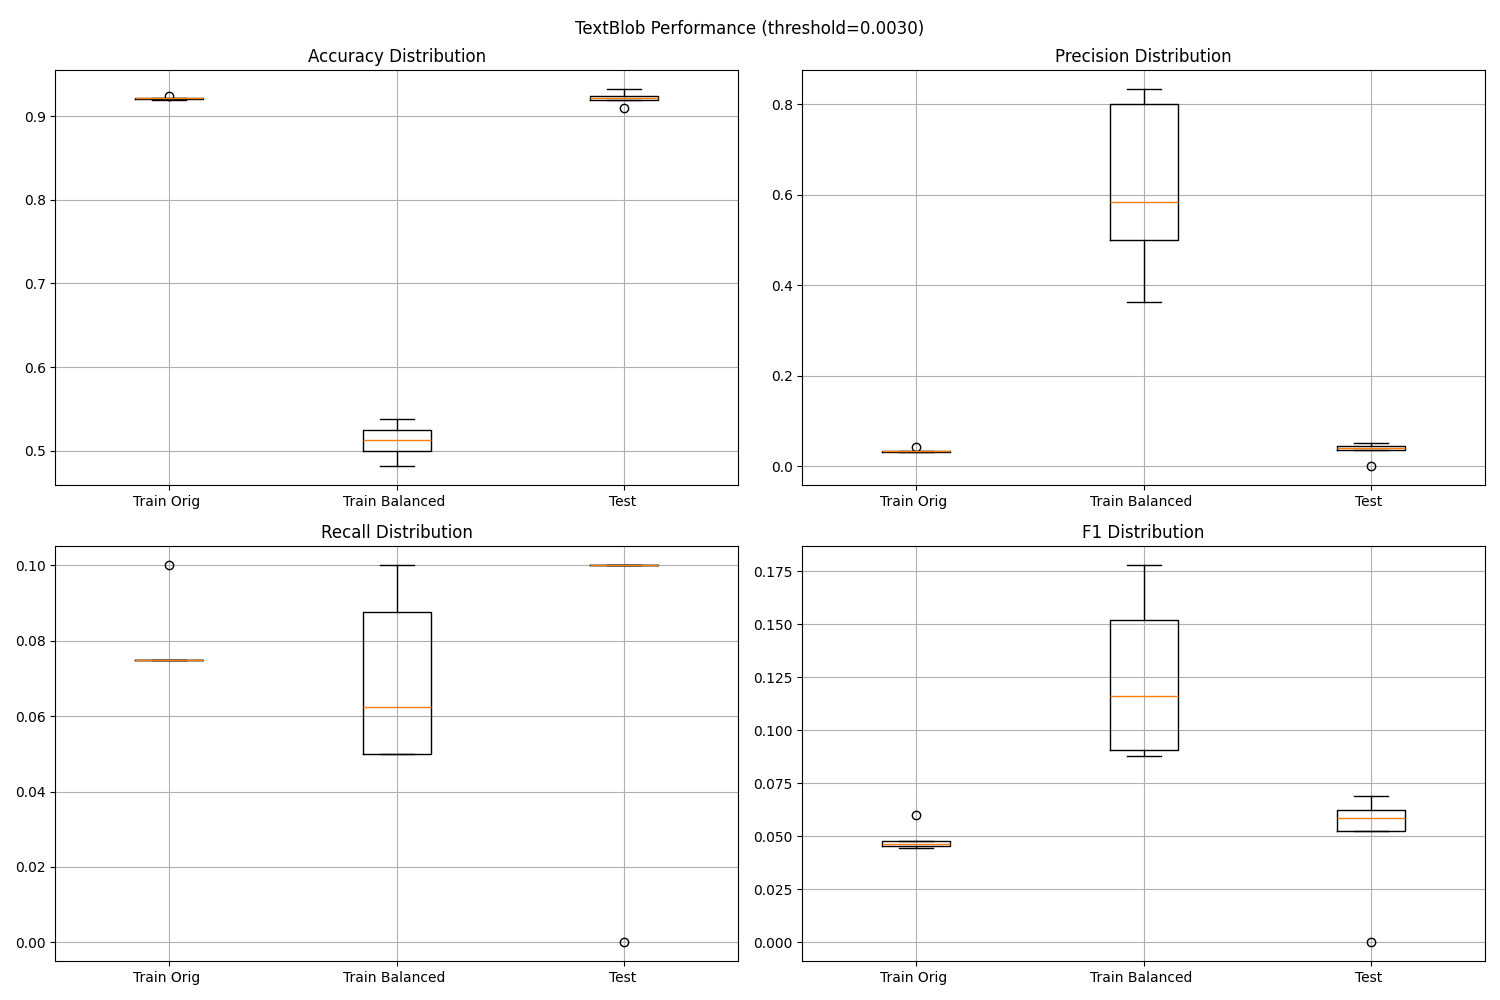 TextBlob Performance (threshold=0.0030)
Accuracy Distribution
0.9
0.8
0.7
0.6
0.5
Train Orig Train Balanced Test
Precision Distribution
0.8
0.6
0.4
0.2
0.0
Train Orig Train Balanced Test
Recall Distribution
0.10
0.08
0.06
0.04
0.02
0.00
Train Orig Train Balanced Test
F1 Distribution
0.175
0.150
0.125
0.100
0.075
0.050
0.025
0.000
Train Orig Train Balanced Test